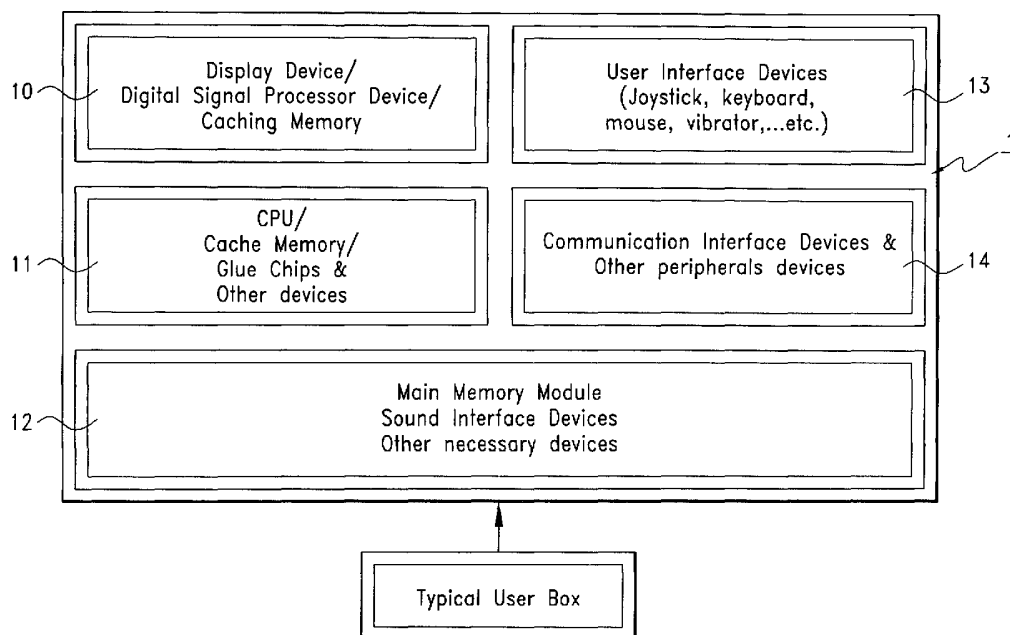 Display Device/
Digital Signal Processor Device/
Caching Memory
10
User Interface Devices
(Joystick, keyboard,
mouse, vibrator,...etc.)
13
CPU/
Cache Memory/
Glue Chips &
Other devices
11
Communication Interface Devices &
Other peripherals devices
14
Main Memory Module
Sound Interface Devices
Other necessary devices
12
Typical User Box